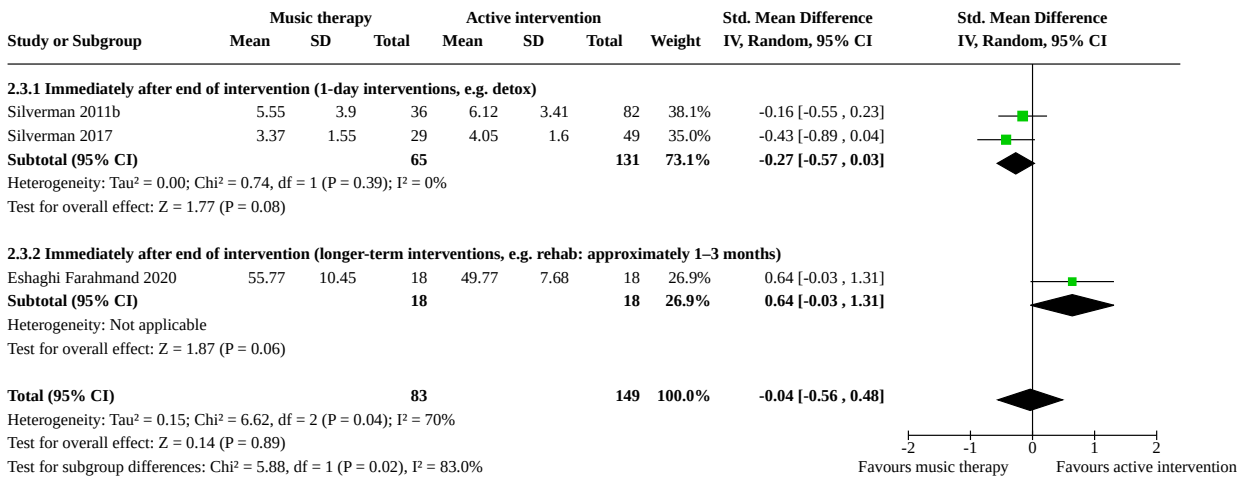 Music therapy Active intervention Std. Mean Difference Std. Mean Difference
Study or Subgroup Mean SD Total Mean SD Total Weight IV, Random, 95% CI IV, Random, 95% CI
2.3.1 Immediately after end of intervention (1-day interventions, e.g. detox)
Silverman 2011b 5.55 3.9 36 6.12 3.41 82 38.1% -0.16 [-0.55 , 0.23]
Silverman 2017 3.37 1.55 29 4.05 1.6 49 35.0% -0.43 [-0.89 , 0.04]
Subtotal (95% CI) 65 131 73.1% -0.27 [-0.57 , 0.03]
Heterogeneity: Tau² = 0.00; Chi² = 0.74, df = 1 (P = 0.39); I² = 0%
Test for overall effect: Z = 1.77 (P = 0.08)
2.3.2 Immediately after end of intervention (longer-term interventions, e.g. rehab: approximately 1–3 months)
Eshaghi Farahmand 2020 55.77 10.45 18 49.77 7.68 18 26.9% 0.64 [-0.03 , 1.31]
Subtotal (95% CI) 18 18 26.9% 0.64 [-0.03 , 1.31]
Heterogeneity: Not applicable
Test for overall effect: Z = 1.87 (P = 0.06)
Total (95% CI) 83 149 100.0% -0.04 [-0.56 , 0.48]
Heterogeneity: Tau² = 0.15; Chi² = 6.62, df = 2 (P = 0.04); I² = 70%
Test for overall effect: Z = 0.14 (P = 0.89)
-2 -1 0 1 2
Test for subgroup differences: Chi² = 5.88, df = 1 (P = 0.02), I² = 83.0%
Favours music therapy Favours active intervention